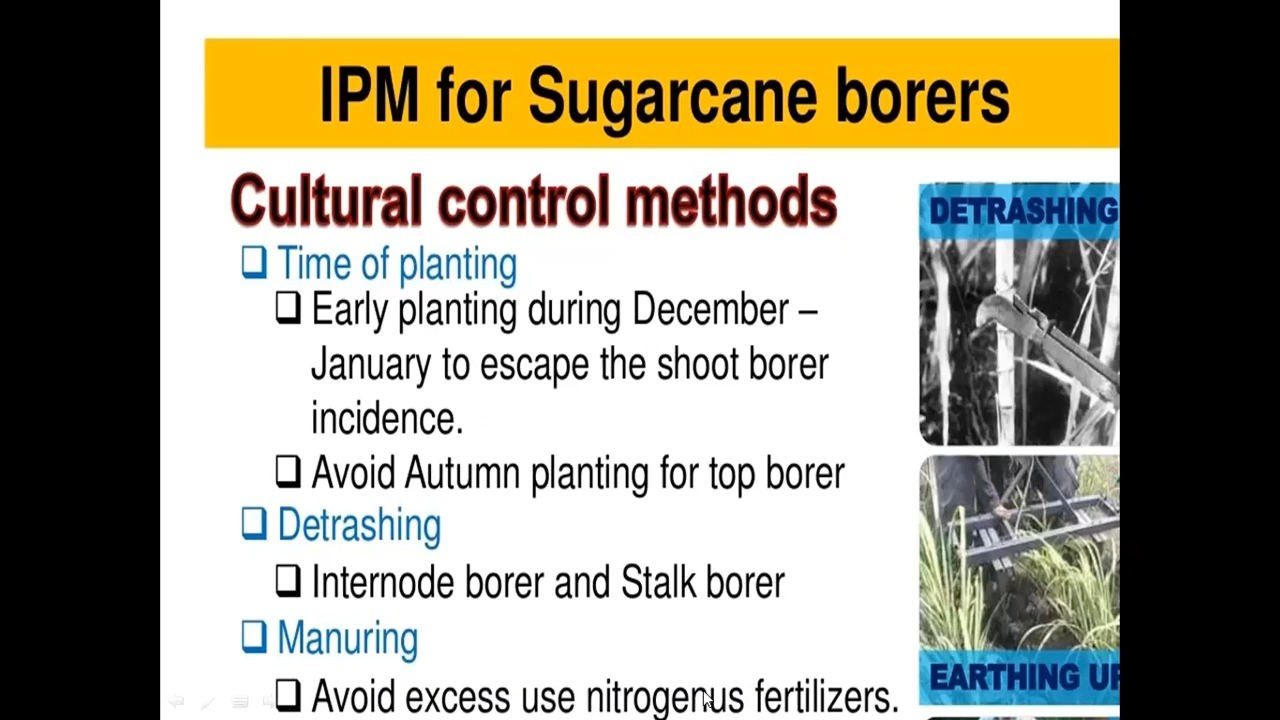 IPM for Sugarcane borers
Cultural control methods
Time of planting
Early planting during December –
January to escape the shoot borer
incidence.
Avoid Autumn planting for top borer
Detrashing
Internode borer and Stalk borer
Manuring
Avoid excess use nitrogenus fertilizers.
DETRASHING
EARTHING UP